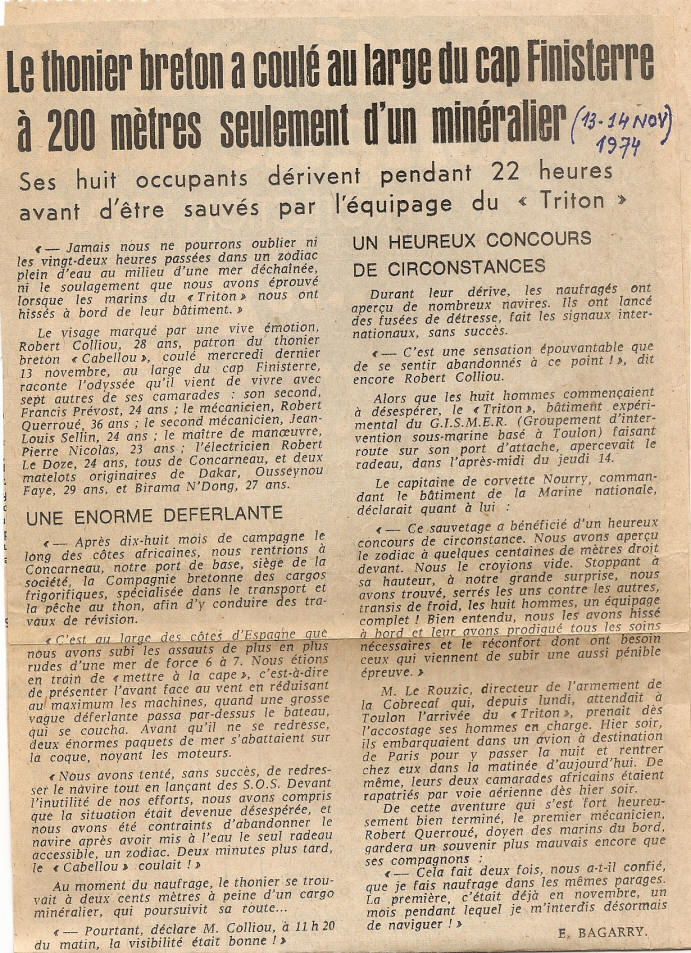 Le thonier breton a coulé au large du cap Finisterre
à 200 mètres seulement d'un minéralier (13-14 NOV)
1974
Ses huit occupants dérivent pendant 22 heures
avant d'être sauvés par l'équipage du « Triton »
« — Jamais nous ne pourrons oublier ni
les vingt-deux heures passées dans un zodiac
plein d'eau au milieu d'une mer déchaînée,
ni le soulagement que nous avons éprouvé
lorsque les marins du « Triton » nous ont
hissés à bord de leur bâtiment. »
Le visage marqué par une vive émotion,
Robert Colliou, 28 ans, patron du thonier
breton « Cabellou », coulé mercredi dernier
13 novembre, au large du cap Finisterre,
raconte l'odyssée qu'il vient de vivre avec
sept autres de ses camarades : son second,
Francis Prévost, 24 ans ; le mécanicien, Robert
Querroué, 36 ans ; le second mécanicien, Jean-
Louis Sellin, 24 ans ; le maître de manœuvre,
Pierre Nicolas, 23 ans ; l'électricien Robert
Le Doze, 24 ans, tous de Concarneau, et deux
matelots originaires de Dakar, Ousseynou
Faye, 29 ans, et Birama N'Dong, 27 ans.
UNE ENORME DEFERLANTE
« — Après dix-huit mois de campagne le
long des côtes africaines, nous rentrions à
Concarneau, notre port de base, siège de la
société, la Compagnie bretonne des cargos
frigorifiques, spécialisée dans le transport et
la pêche au thon, afin d'y conduire des tra-
vaux de révision.
« C'est au large des côtes d'Espagne que
nous avons subi les assauts de plus en plus
rudes d'une mer de force 6 à 7. Nous étions
en train de « mettre à la cape », c'est-à-dire
de présenter l'avant face au vent en réduisant
au maximum les machines, quand une grosse
vague déferlante passa par-dessus le bateau,
qui se coucha. Avant qu'il ne se redresse,
deux énormes paquets de mer s'abattaient sur
la coque, noyant les moteurs.
« Nous avons tenté, sans succès, de redres-
ser le navire tout en lançant des S.O.S. Devant
l'inutilité de nos efforts, nous avons compris
que la situation était devenue désespérée, et
nous avons été contraints d'abandonner le
navire après avoir mis à l'eau le seul radeau
accessible, un zodiac. Deux minutes plus tard,
le « Cabellou » coulait ! »
Au moment du naufrage, le thonier se trou-
vait à deux cents mètres à peine d'un cargo
minéralier, qui poursuivit sa route...
« — Pourtant, déclare M. Colliou, à 11 h 20
du matin, la visibilité était bonne ! »
UN HEUREUX CONCOURS
DE CIRCONSTANCES
Durant leur dérive, les naufragés ont
aperçu de nombreux navires. Ils ont lancé
des fusées de détresse, fait les signaux inter-
nationaux, sans succès.
« — C'est une sensation épouvantable que
de se sentir abandonnés à ce point ! », dit
encore Robert Colliou.
Alors que les huit hommes commençaient
à désespérer, le « Triton », bâtiment expéri-
mental du G.I.S.M.E.R. (Groupement d'inter-
vention sous-marine basé à Toulon) faisant
route sur son port d'attache, apercevait le
radeau, dans l'après-midi du jeudi 14.
Le capitaine de corvette Nourry, comman-
dant le bâtiment de la Marine nationale,
déclarait quant à lui :
« — Ce sauvetage a bénéficié d'un heureux
concours de circonstance. Nous avons aperçu
le zodiac à quelques centaines de mètres droit
devant. Nous le croyions vide. Stoppant à
sa hauteur, à notre grande surprise, nous
avons trouvé, serrés les uns contre les autres,
transis de froid, les huit hommes, un équipage
complet ! Bien entendu, nous les avons hissé
à bord et leur avons prodigué tous les soins
nécessaires et le réconfort dont ont besoin
ceux qui viennent de subir une aussi pénible
épreuve. »
M. Le Rouzic, directeur de l'armement de
la Cobrecaf qui, depuis lundi, attendait à
Toulon l'arrivée du « Triton », prenait dès
l'accostage ses hommes en charge. Hier soir,
ils embarquaient dans un avion à destination
de Paris pour y passer la nuit et rentrer
chez eux dans la matinée d'aujourd'hui. De
même, leurs deux camarades africains étaient
rapatriés par voie aérienne dès hier soir.
De cette aventure qui s'est fort heureu-
sement bien terminé, le premier mécanicien,
Robert Querroué, doyen des marins du bord,
gardera un souvenir plus mauvais encore que
ses compagnons :
« — Cela fait deux fois, nous a-t-il confié,
que je fais naufrage dans les mêmes parages.
La première, c'était déjà en novembre, un
mois pendant lequel je m'interdis désormais
de naviguer ! »
E. BAGARRY.